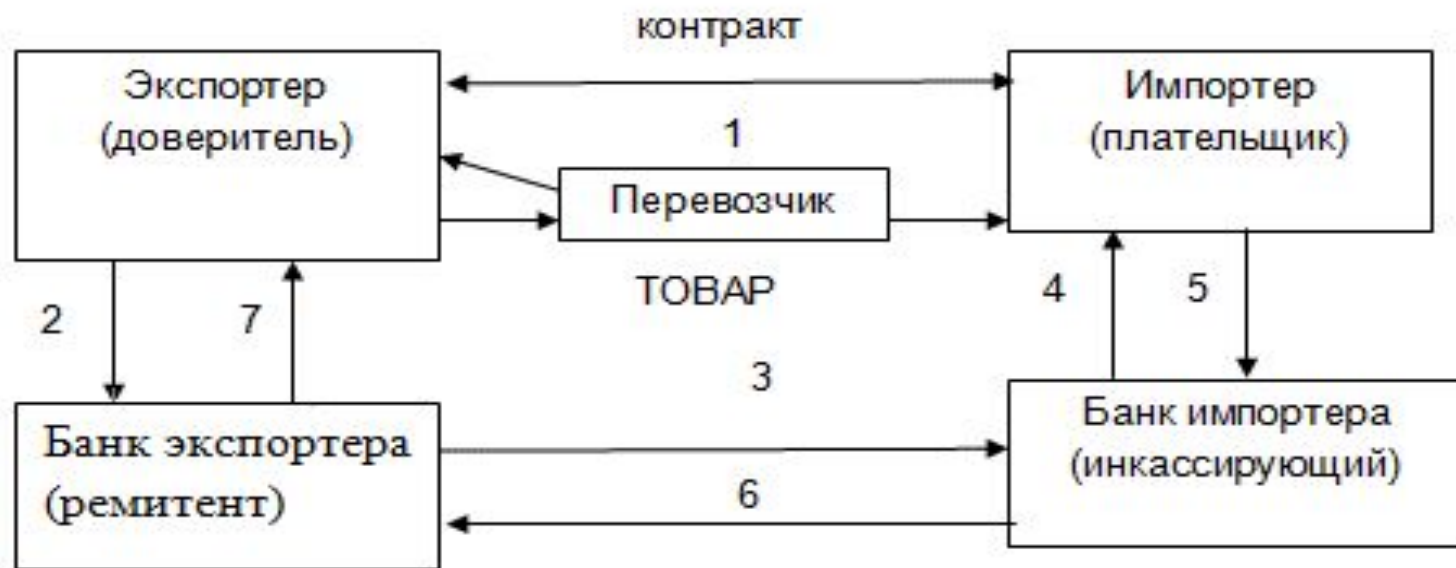 контракт
Экспортер
(доверитель)
Импортер
(плательщик)
1
Перевозчик
ТОВАР
2
7
4
5
3
Банк экспортера
(ремитент)
Банк импортера
(инкассирующий)
6